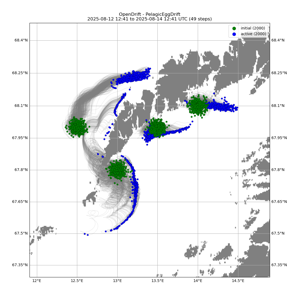 OpenDrift - PelagicEggDrift
2025-08-12 12:41 to 2025-08-14 12:41 UTC (49 steps)
initial (2000)
active (2000)
68.4°N 68.4°N
68.25°N 68.25°N
68.1°N 68.1°N
67.95°N 67.95°N
67.8°N 67.8°N
67.65°N 67.65°N
67.5°N 67.5°N
67.35°N 67.35°N
12°E 12.5°E 13°E 13.5°E 14°E 14.5°E